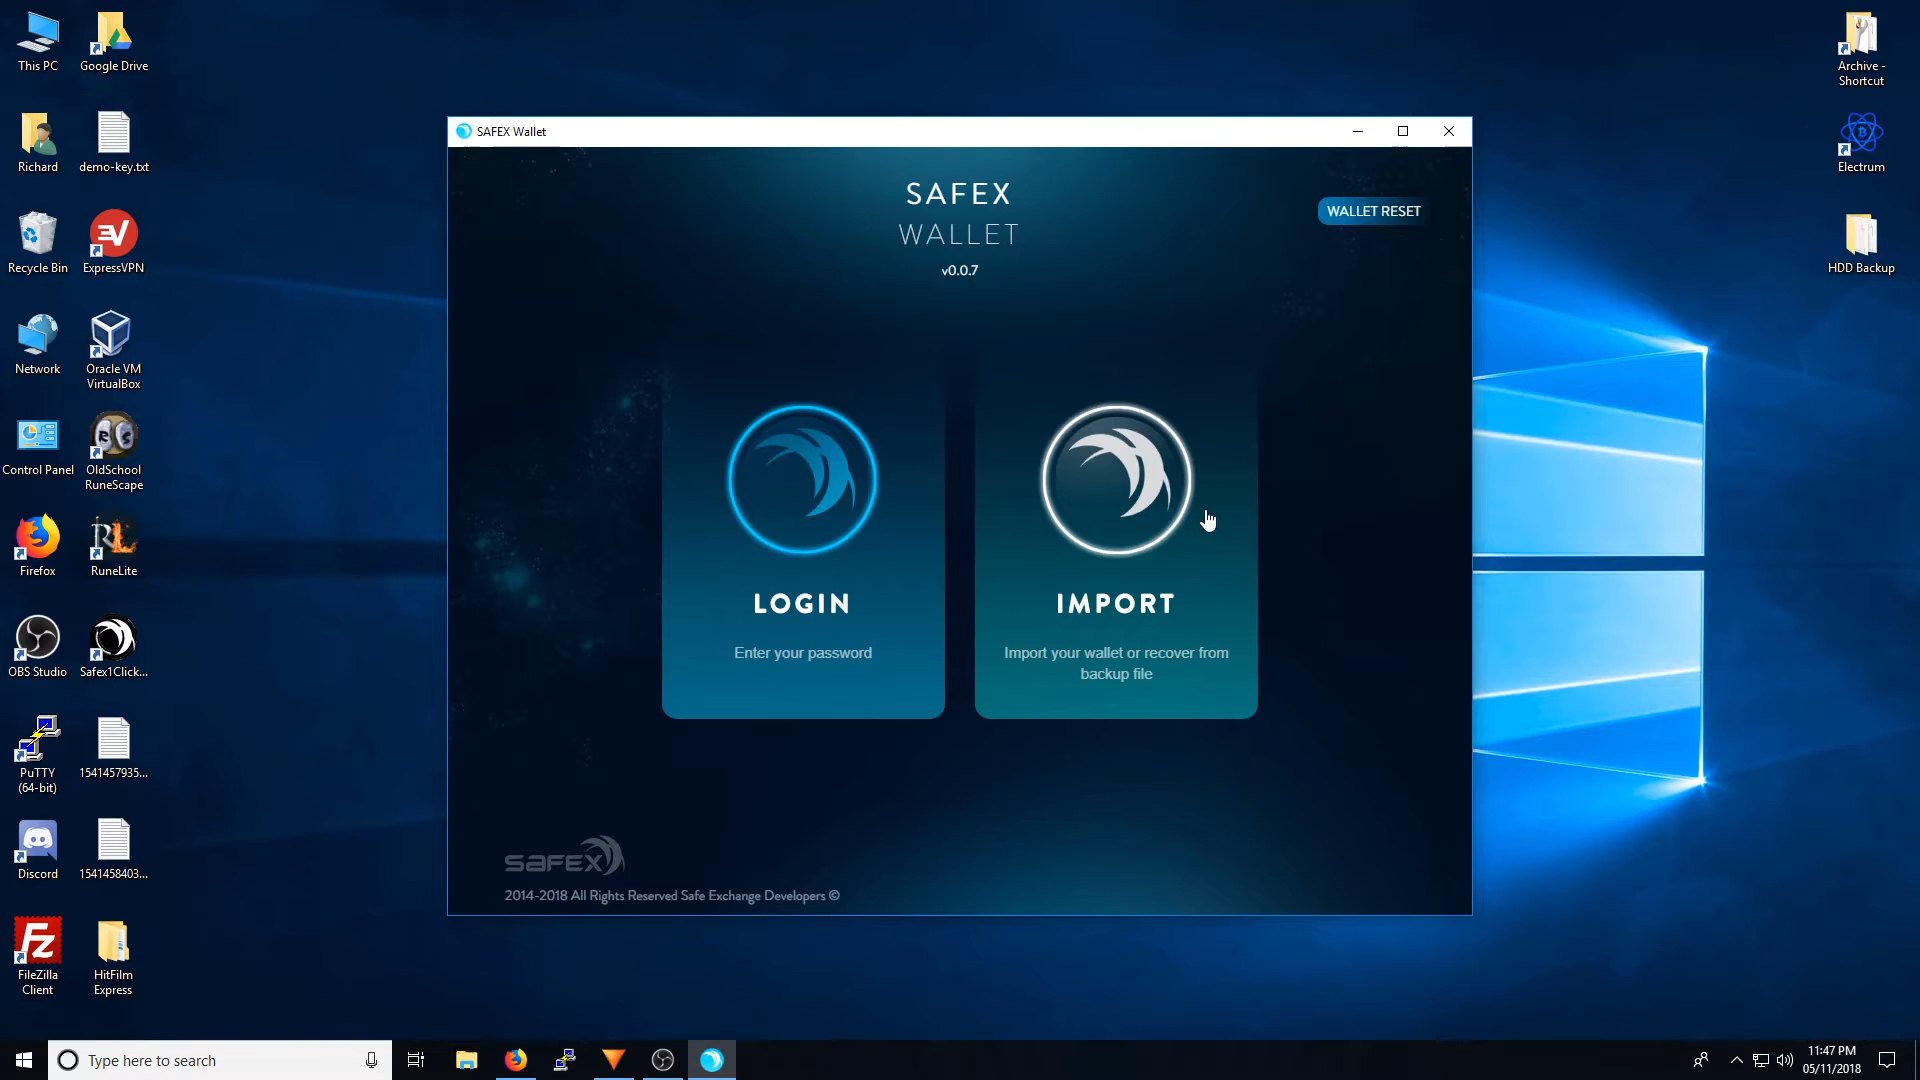 This PC
Google Drive
Richard
demo-key.txt
Recycle Bin
ExpressVPN
Network
Oracle VM
VirtualBox
Control Panel
OldSchool
RuneScape
Firefox
RuneLite
OBS Studio
Safex1Click...
PuTTY
(64-bit)
1541457935...
Discord
1541458403...
FileZilla
Client
HitFilm
Express
SAFEX Wallet
SAFEX
WALLET
v0.0.7
WALLET RESET
LOGIN
Enter your password
IMPORT
Import your wallet or recover from
backup file
SAFEX
2014-2018 All Rights Reserved Safe Exchange Developers ©
Archive -
Shortcut
Electrum
HDD Backup
Type here to search
11:47 PM
05/11/2018